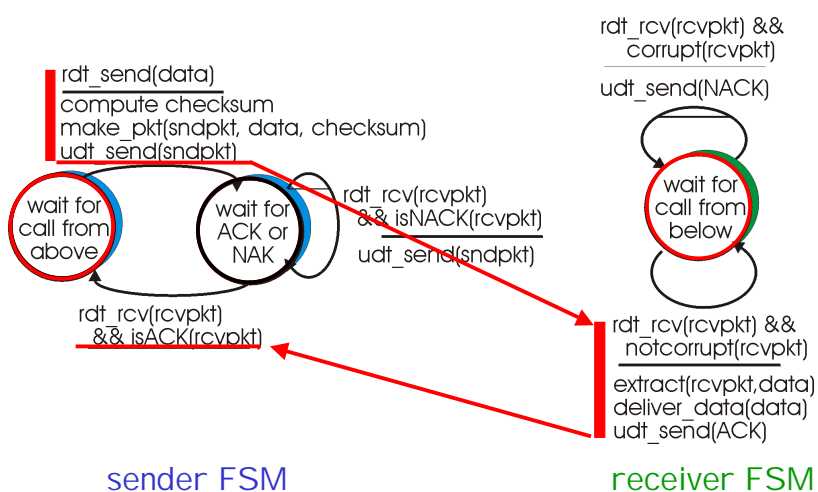 rdt_rcv(rcvpkt) &&
corrupt(rcvpkt)
udt_send(NACK)
rdt_send(data)
compute checksum
make_pkt(sndpkt, data, checksum)
udt_send(sndpkt)
wait for
call from
above
wait for
ACK or
NAK
rdt_rcv(rcvpkt)
&& isNACK(rcvpkt)
udt_send(sndpkt)
wait for
call from
below
rdt_rcv(rcvpkt)
&& isACK(rcvpkt)
rdt_rcv(rcvpkt) &&
notcorrupt(rcvpkt)
extract(rcvpkt,data)
deliver_data(data)
udt_send(ACK)
sender FSM
receiver FSM